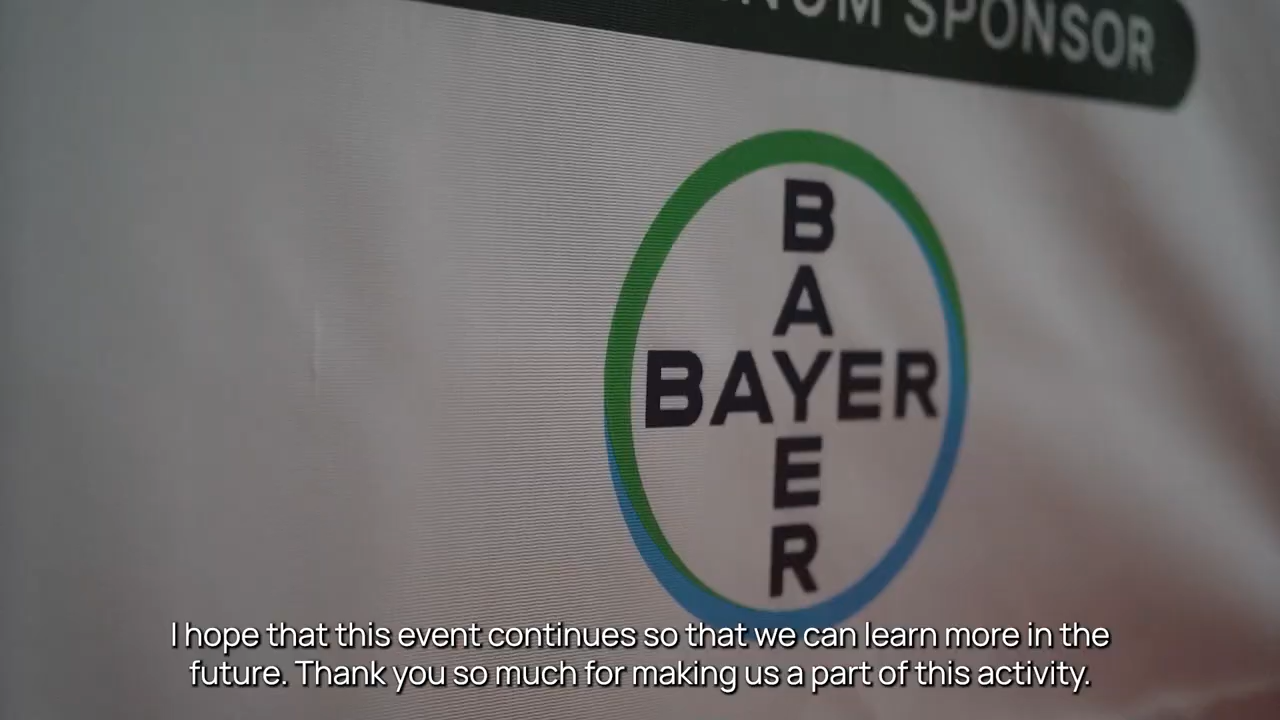 SPONSOR
BAYER
BAYER
I hope that this event continues so that we can learn more in the
future. Thank you so much for making us a part of this activity.